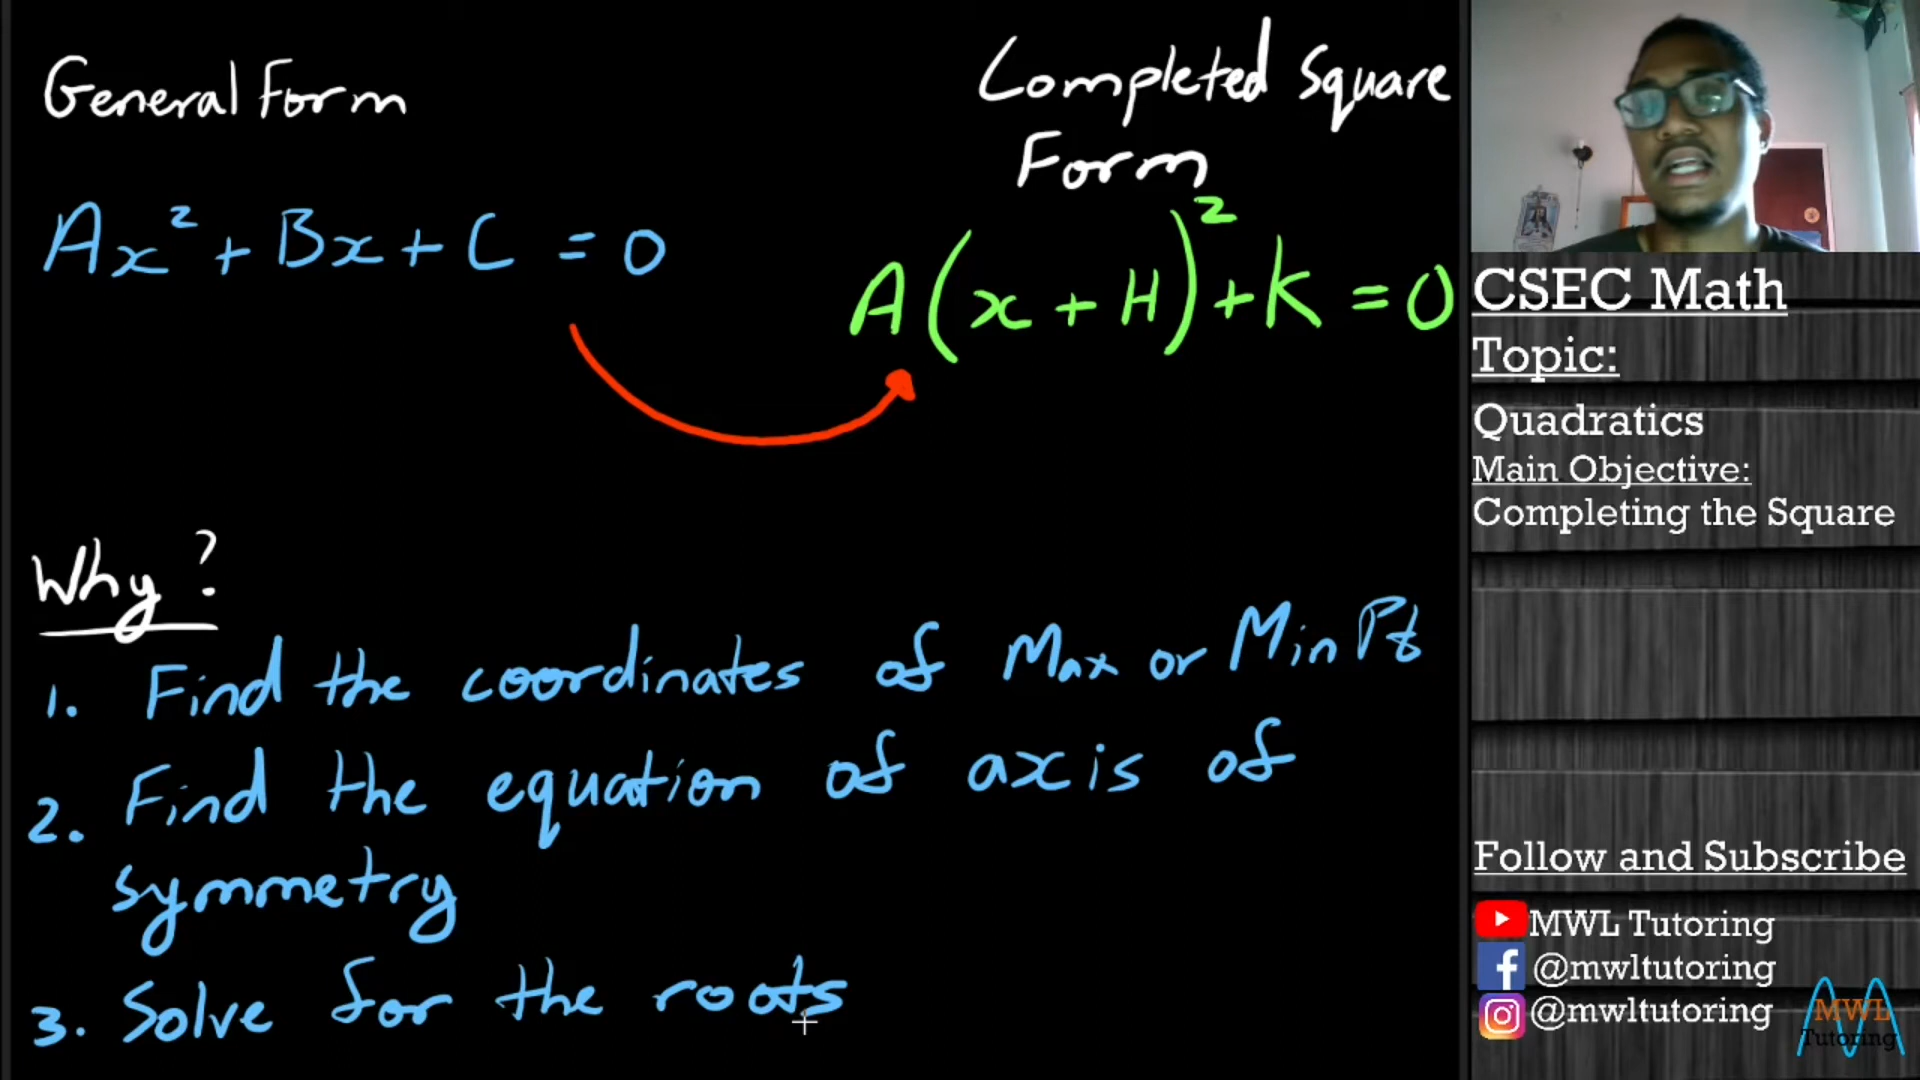 General Form
Completed Square
Form
Ax² + Bx + C = 0
A(x + H)² + K = 0
Why?
1. Find the coordinates of Max or Min Pt
2. Find the equation of axis of
symmetry
3. Solve for the roots
CSEC Math
Topic:
Quadratics
Main Objective:
Completing the Square
Follow and Subscribe
MWL Tutoring
@mwltutoring
@mwltutoring
MWL
Tutoring